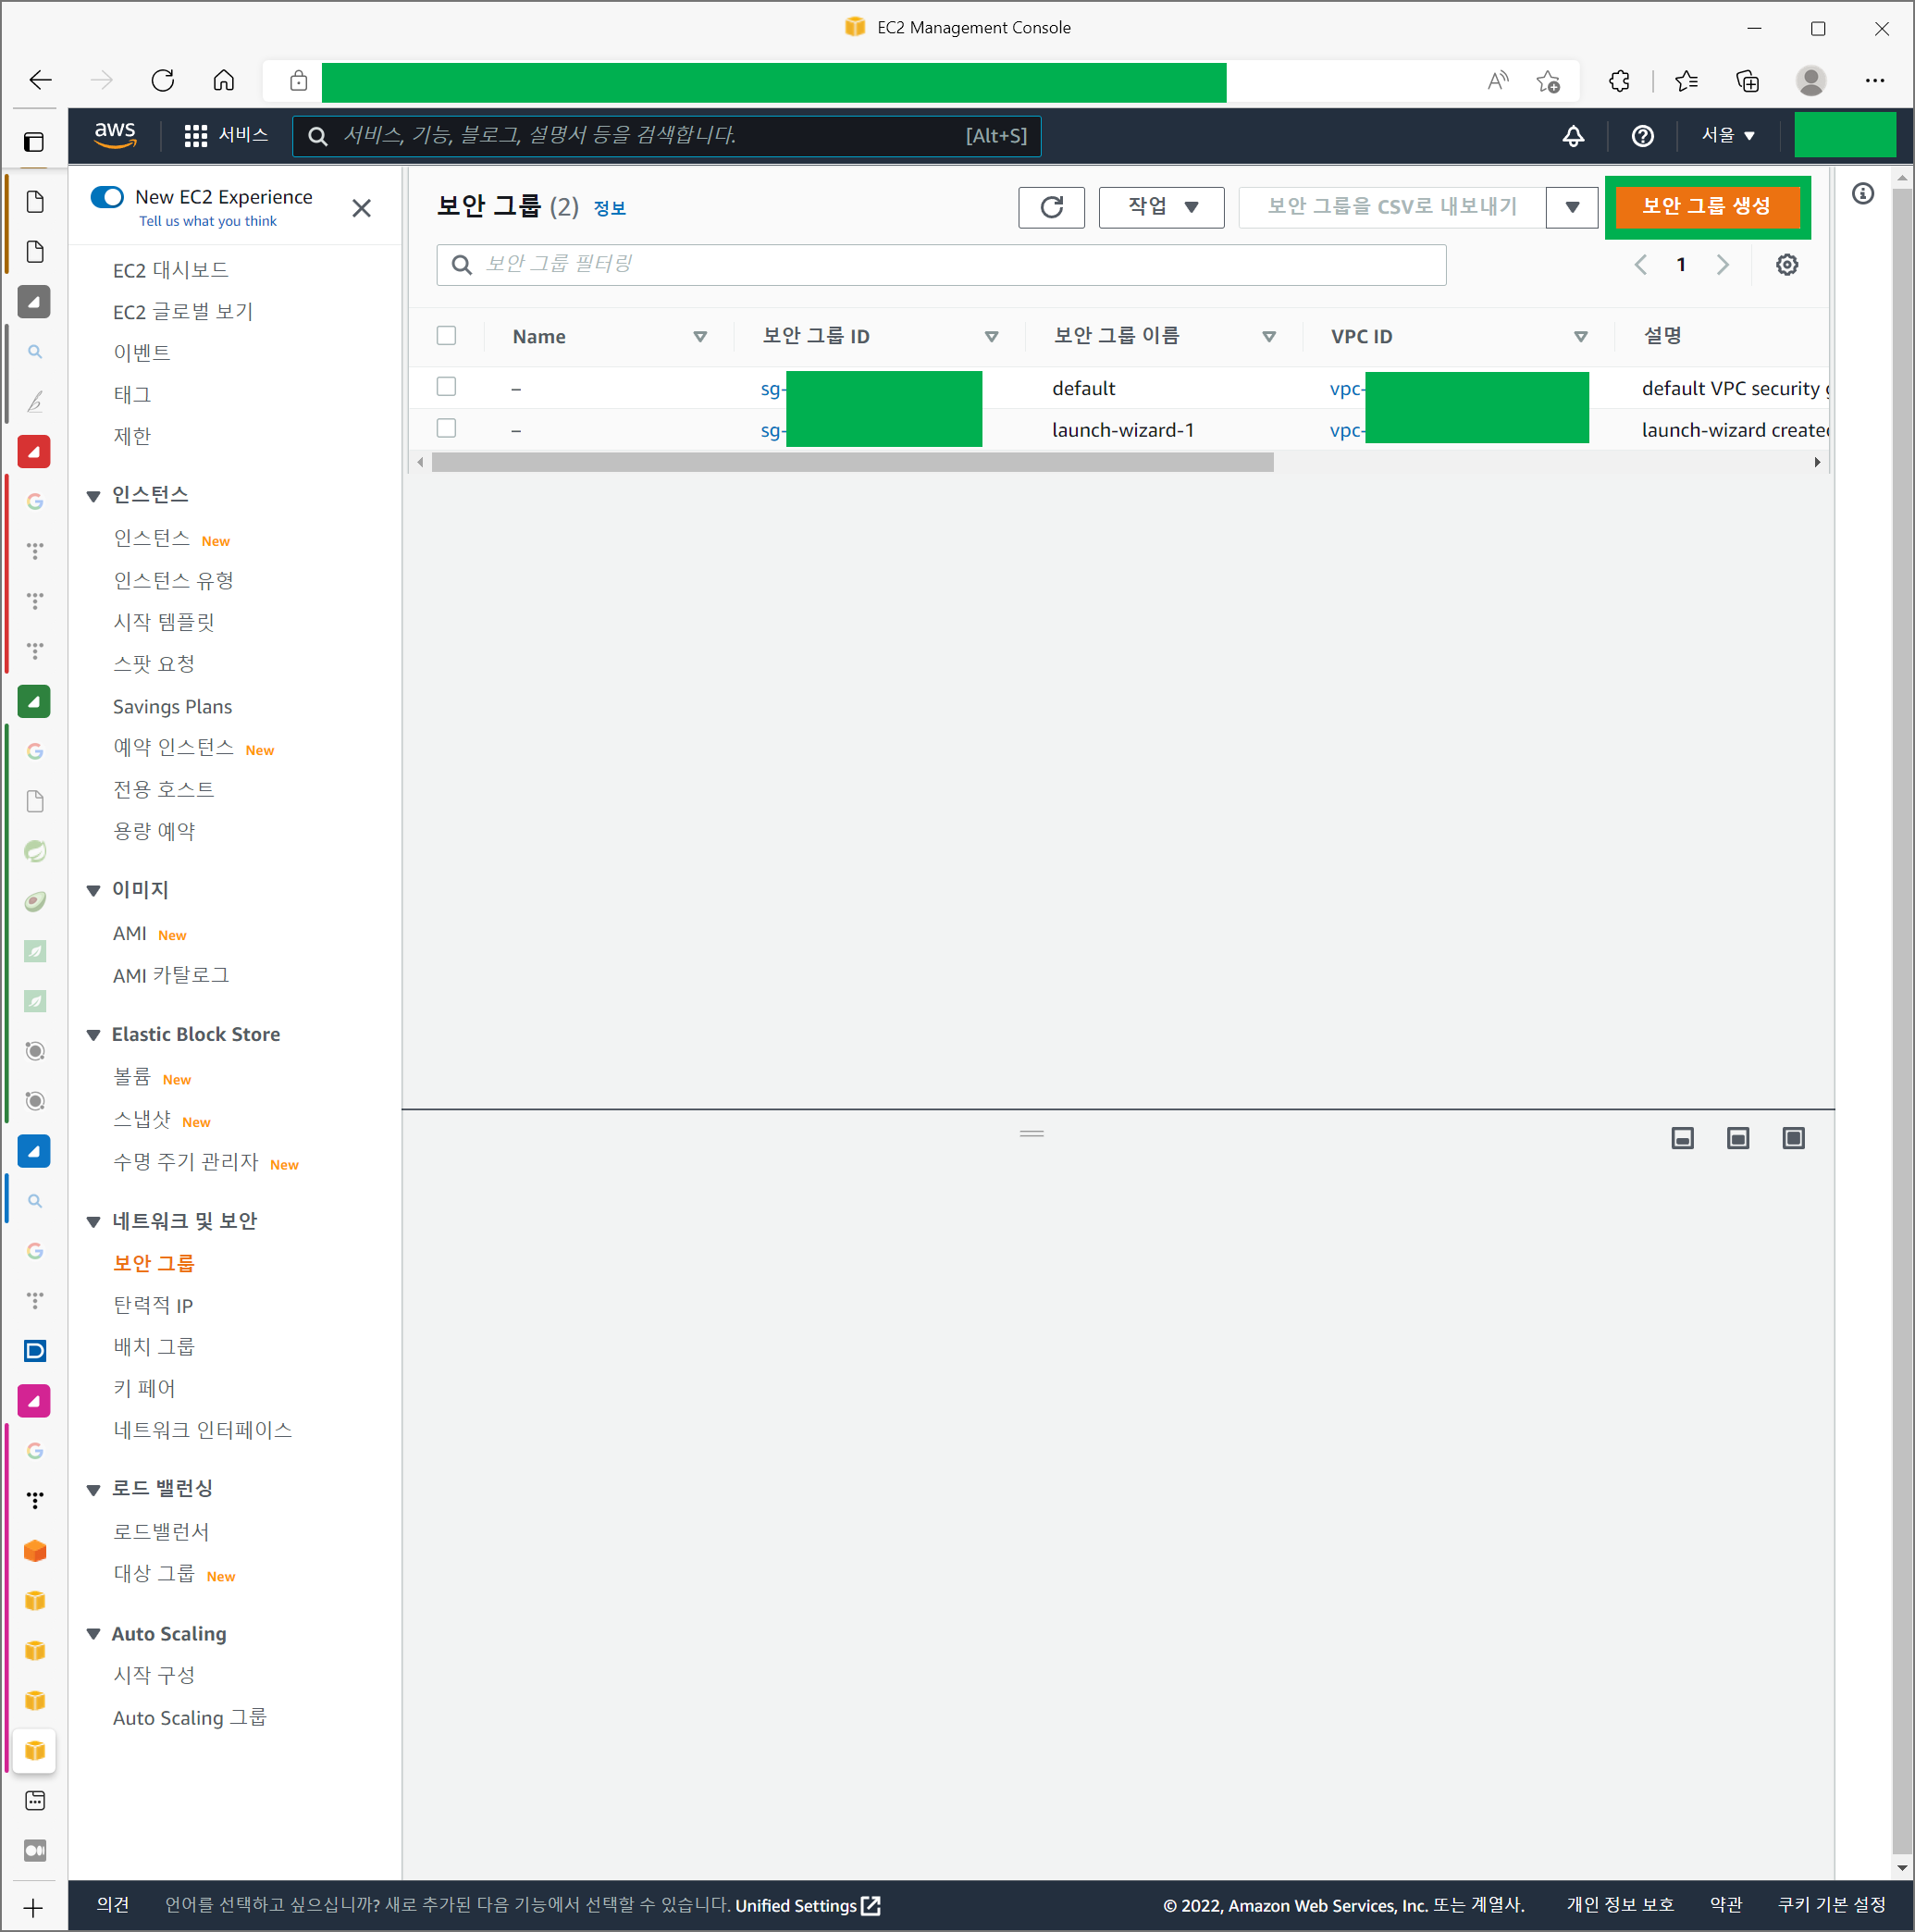 EC2 Management Console
aws
서비스
서비스, 기능, 블로그, 설명서 등을 검색합니다.
[Alt+S]
서울
New EC2 Experience
Tell us what you think
EC2 대시보드
EC2 글로벌 보기
이벤트
태그
제한
인스턴스
인스턴스 New
인스턴스 유형
시작 템플릿
스팟 요청
Savings Plans
예약 인스턴스 New
전용 호스트
용량 예약
이미지
AMI New
AMI 카탈로그
Elastic Block Store
볼륨 New
스냅샷 New
수명 주기 관리자 New
네트워크 및 보안
보안 그룹
탄력적 IP
배치 그룹
키 페어
네트워크 인터페이스
로드 밸런싱
로드밸런서
대상 그룹 New
Auto Scaling
시작 구성
Auto Scaling 그룹
보안 그룹 (2) 정보
작업
보안 그룹을 CSV로 내보내기
보안 그룹 생성
보안 그룹 필터링
1
Name 보안 그룹 ID 보안 그룹 이름 VPC ID 설명
– sg- default vpc- default VPC security
– sg- launch-wizard-1 vpc- launch-wizard create
의견 언어를 선택하고 싶으십니까? 새로 추가된 다음 기능에서 선택할 수 있습니다. Unified Settings © 2022, Amazon Web Services, Inc. 또는 계열사. 개인 정보 보호 약관 쿠키 기본 설정